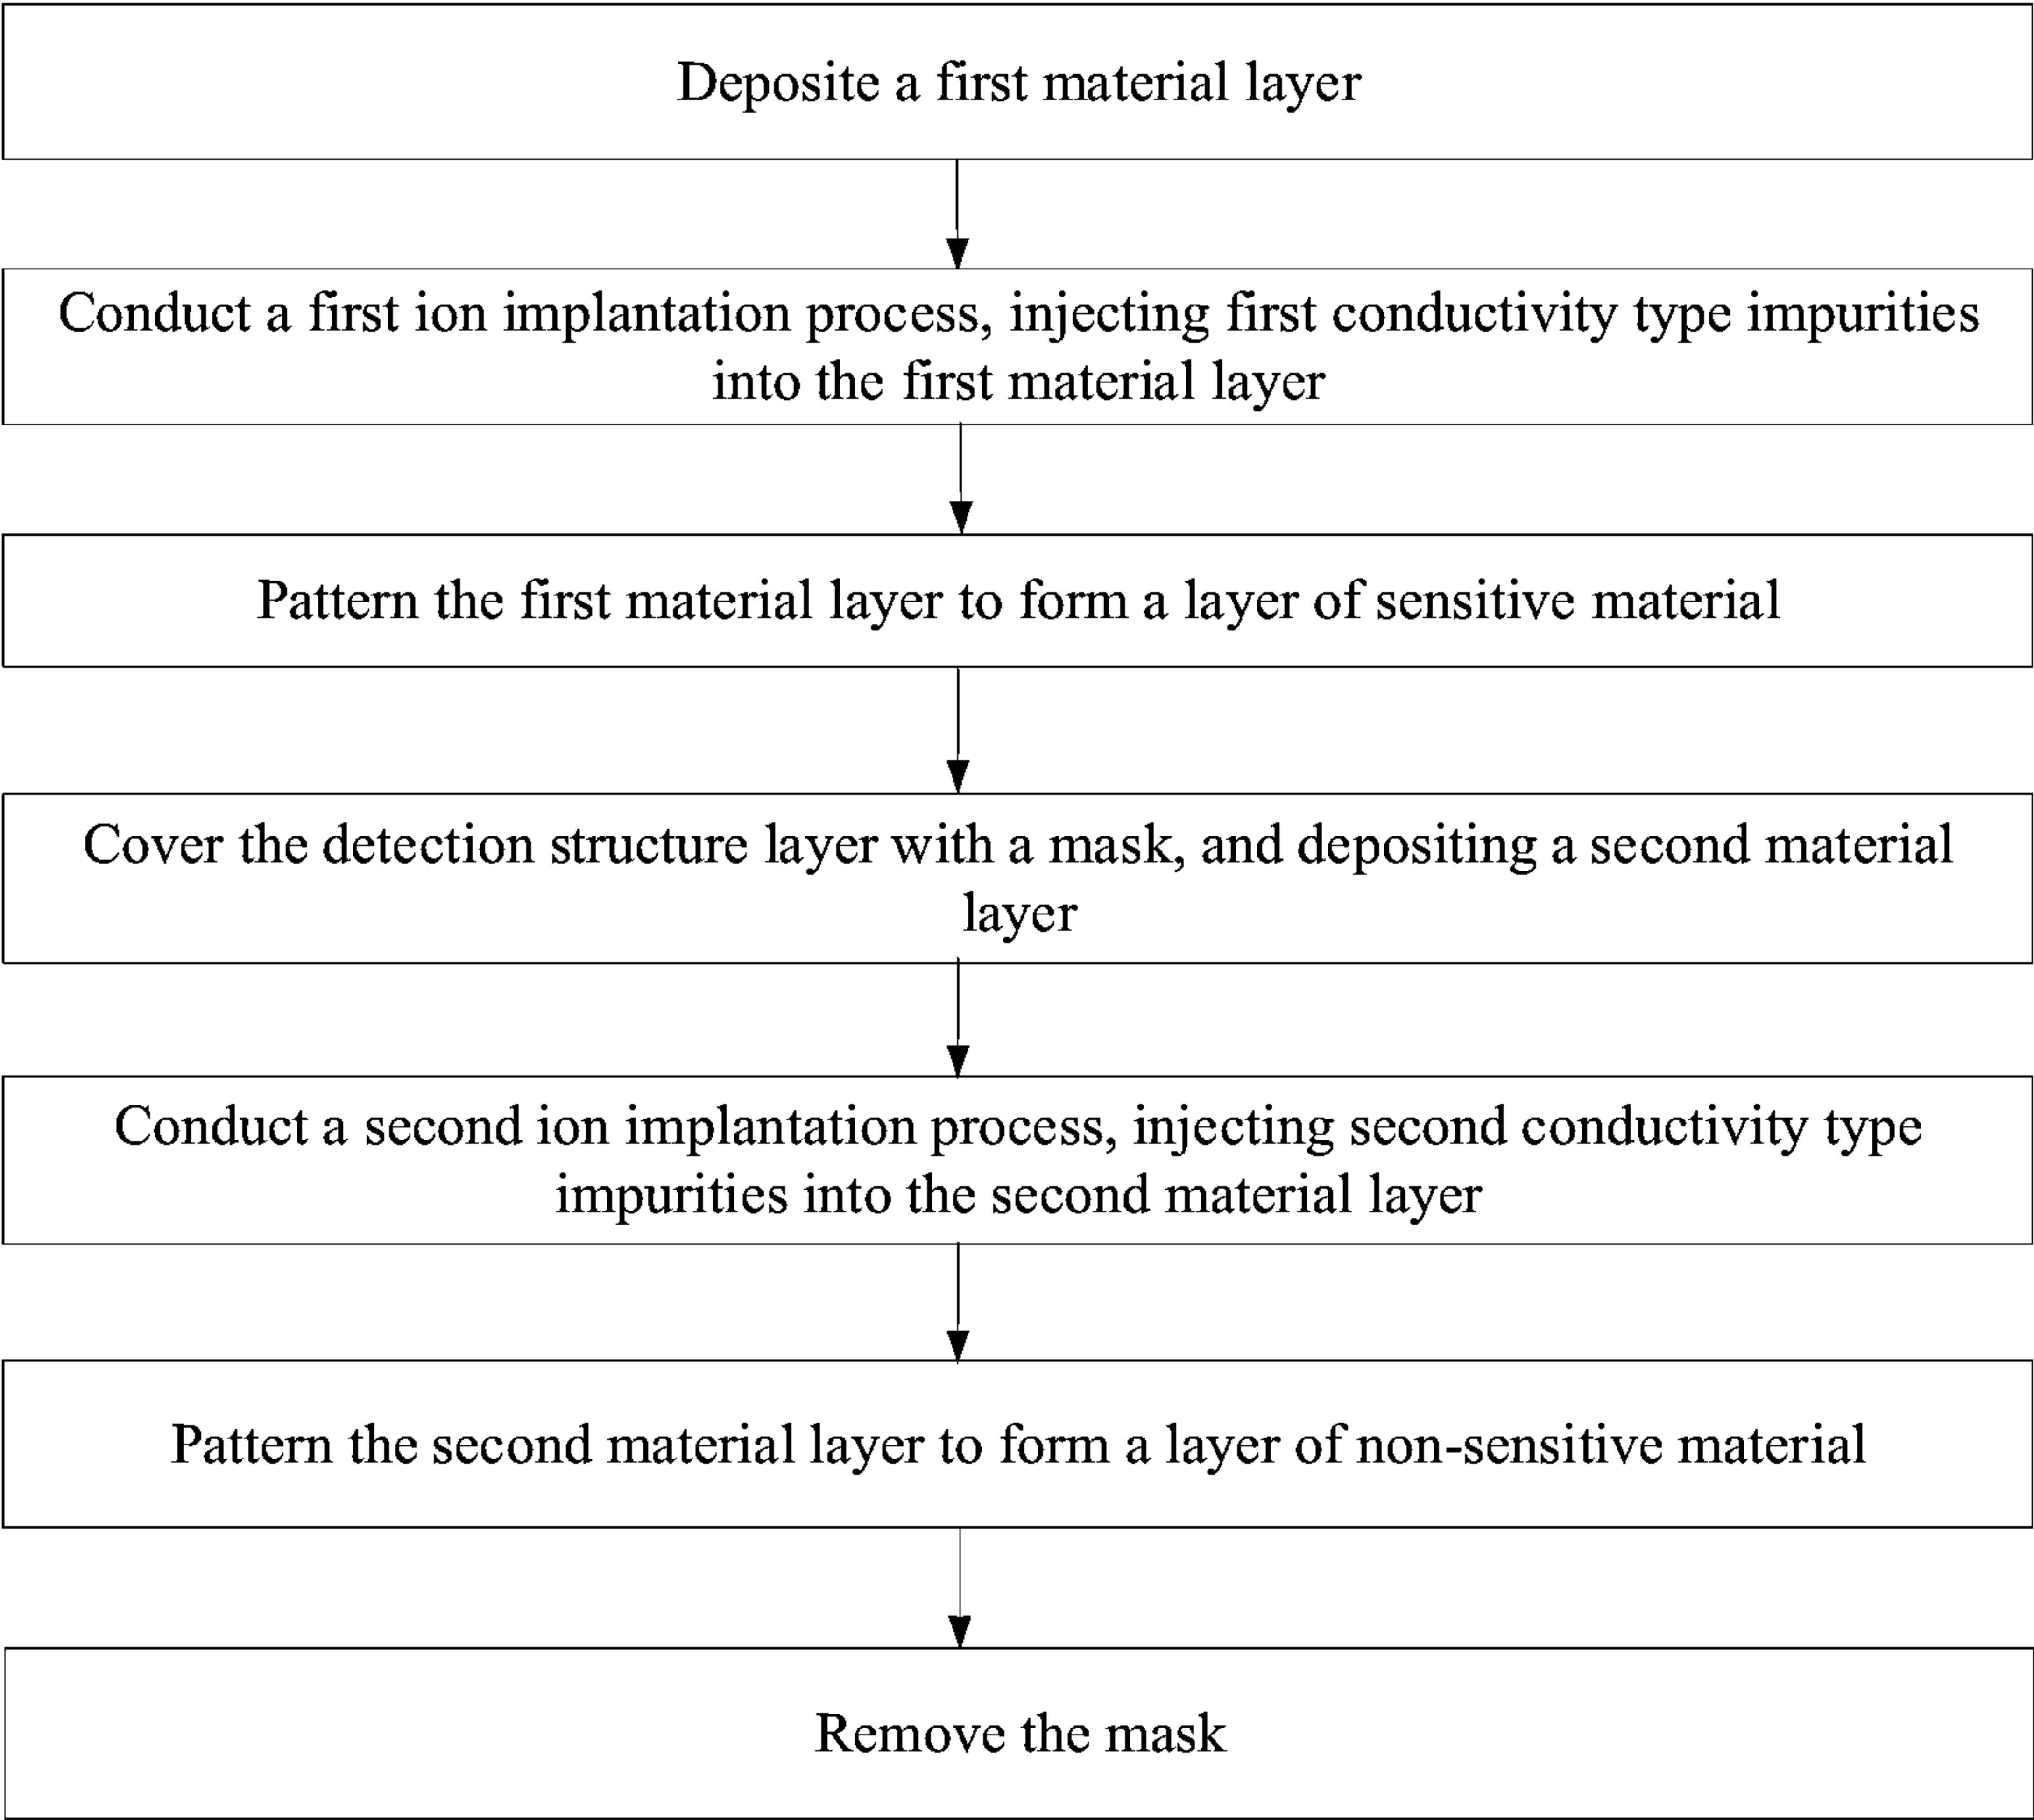 Deposite a first material layer
Conduct a first ion implantation process, injecting first conductivity type impurities
into the first material layer
Pattern the first material layer to form a layer of sensitive material
Cover the detection structure layer with a mask, and depositing a second material
layer
Conduct a second ion implantation process, injecting second conductivity type
impurities into the second material layer
Pattern the second material layer to form a layer of non-sensitive material
Remove the mask